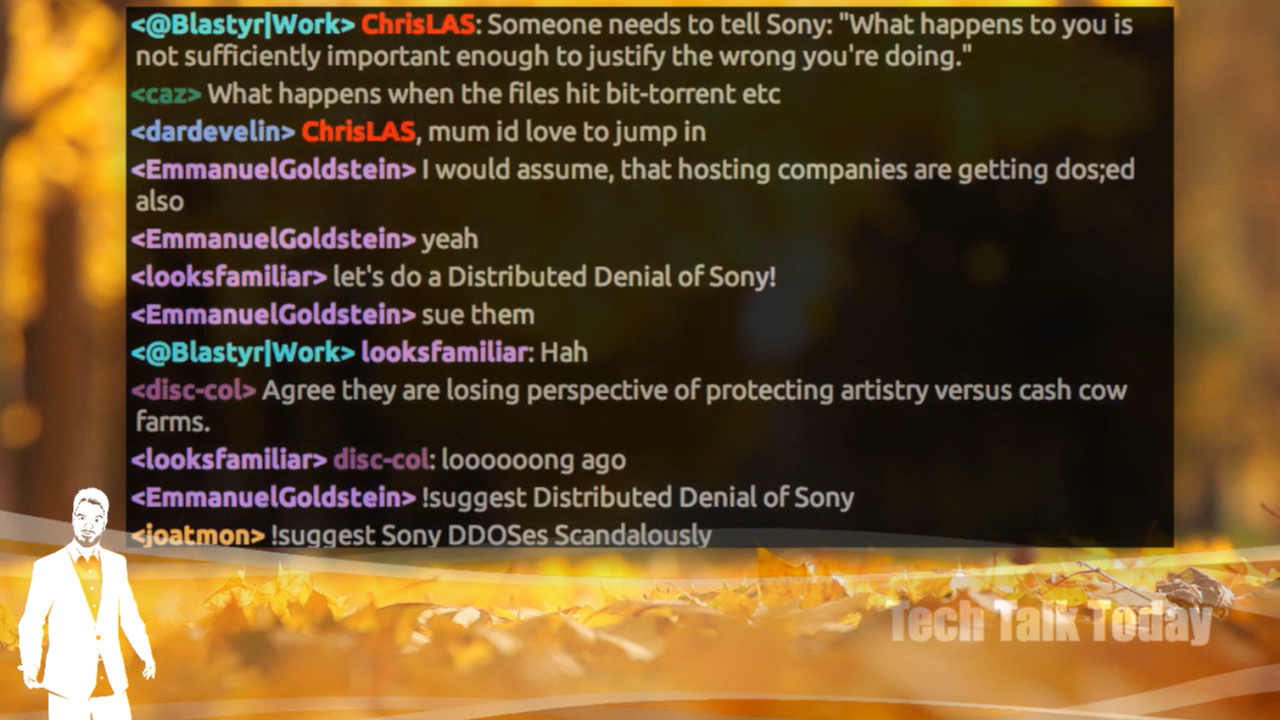 <@Blastyr|Work> ChrisLAS: Someone needs to tell Sony: "What happens to you is
not sufficiently important enough to justify the wrong you're doing."
<caz> What happens when the files hit bit-torrent etc
<dardevelin> ChrisLAS, mum id love to jump in
<EmmanuelGoldstein> I would assume, that hosting companies are getting dos;ed
also
<EmmanuelGoldstein> yeah
<looksfamiliar> let's do a Distributed Denial of Sony!
<EmmanuelGoldstein> sue them
<@Blastyr|Work> looksfamiliar: Hah
<disc-col> Agree they are losing perspective of protecting artistry versus cash cow
farms.
<looksfamiliar> disc-col: loooooong ago
<EmmanuelGoldstein> !suggest Distributed Denial of Sony
<joatmon> !suggest Sony DDOSes Scandalously
Tech Talk Today